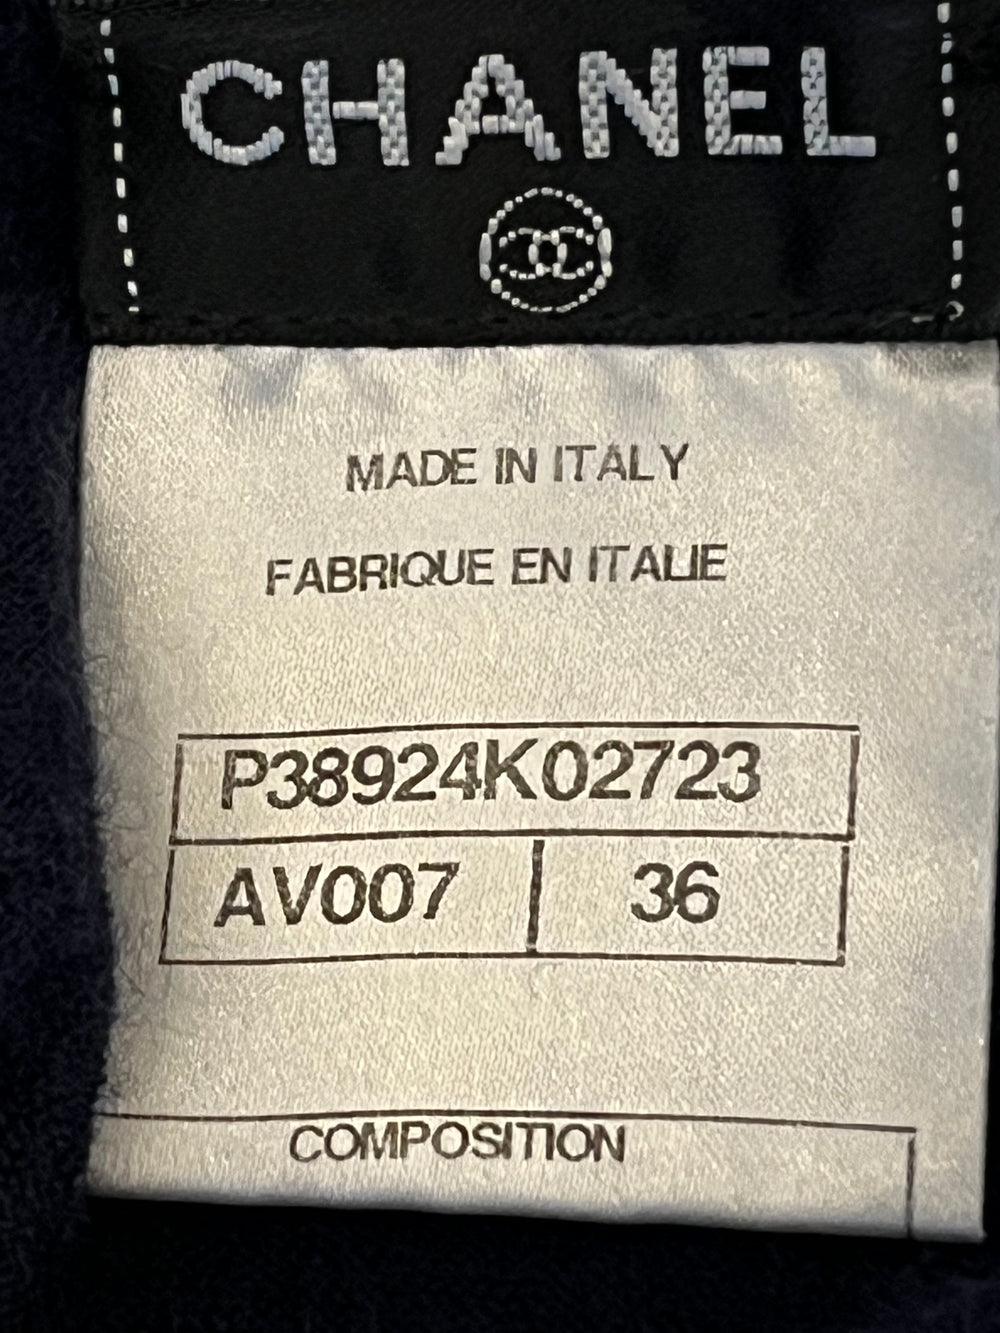 CHANEL
MADE IN ITALY
FABRIQUE EN ITALIE
P38924K02723
AV007 36
COMPOSITION